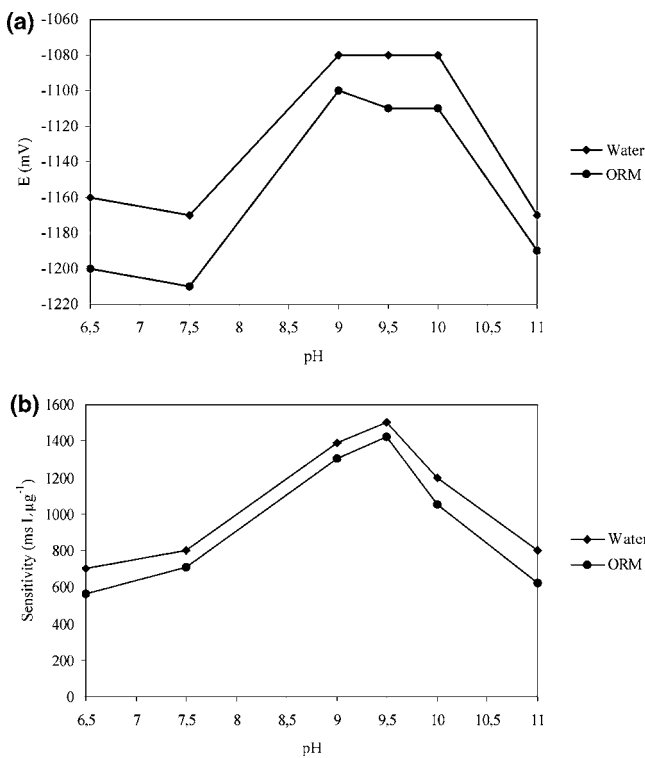 (a)
-1060
-1080
-1100
-1120
-1140
-1160
-1180
-1200
-1220
E (mV)
6,5 7 7,5 8 8,5 9 9,5 10 10,5 11
pH
Water
ORM
(b)
1600
1400
1200
1000
800
600
400
200
0
Sensitivity (ms L µg⁻¹)
6,5 7 7,5 8 8,5 9 9,5 10 10,5 11
pH
Water
ORM